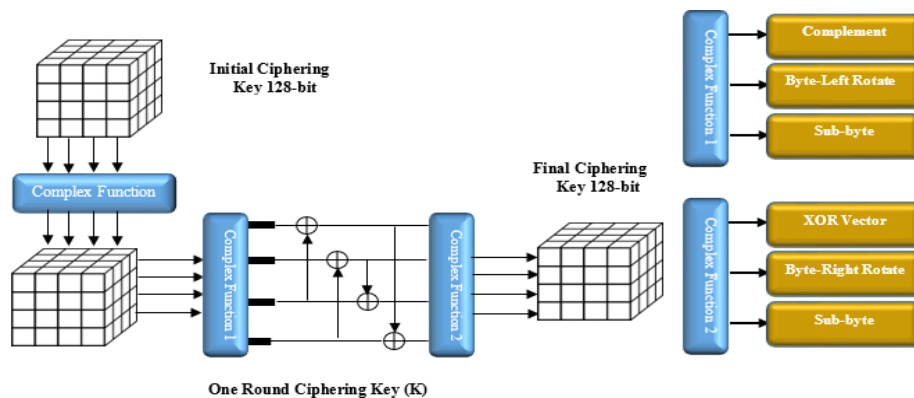 Initial Ciphering
Key 128-bit
Complex Function
Complex Function 1
Complex Function 2
One Round Ciphering Key (K)
Final Ciphering
Key 128-bit
Complex Function 1
Complement
Byte-Left Rotate
Sub-byte
Complex Function 2
XOR Vector
Byte-Right Rotate
Sub-byte